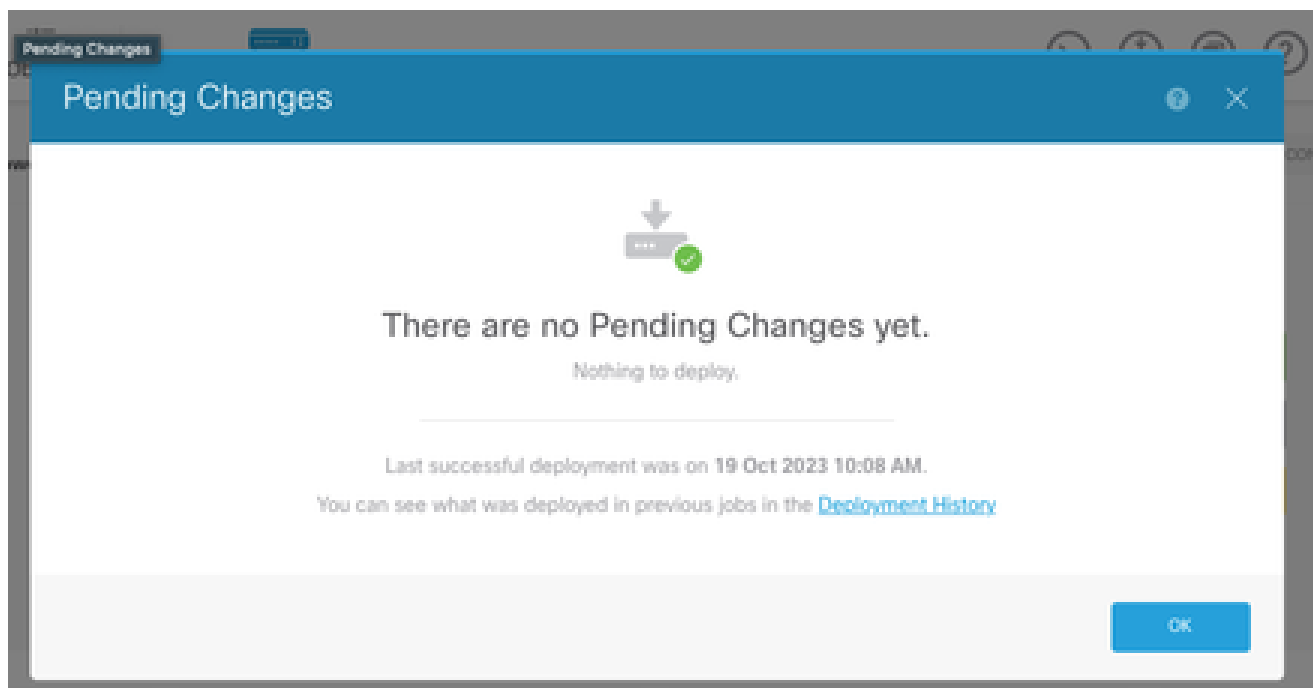 Pending Changes
Pending Changes
There are no Pending Changes yet.
Nothing to deploy.
Last successful deployment was on 19 Oct 2023 10:08 AM.
You can see what was deployed in previous jobs in the Deployment History
OK